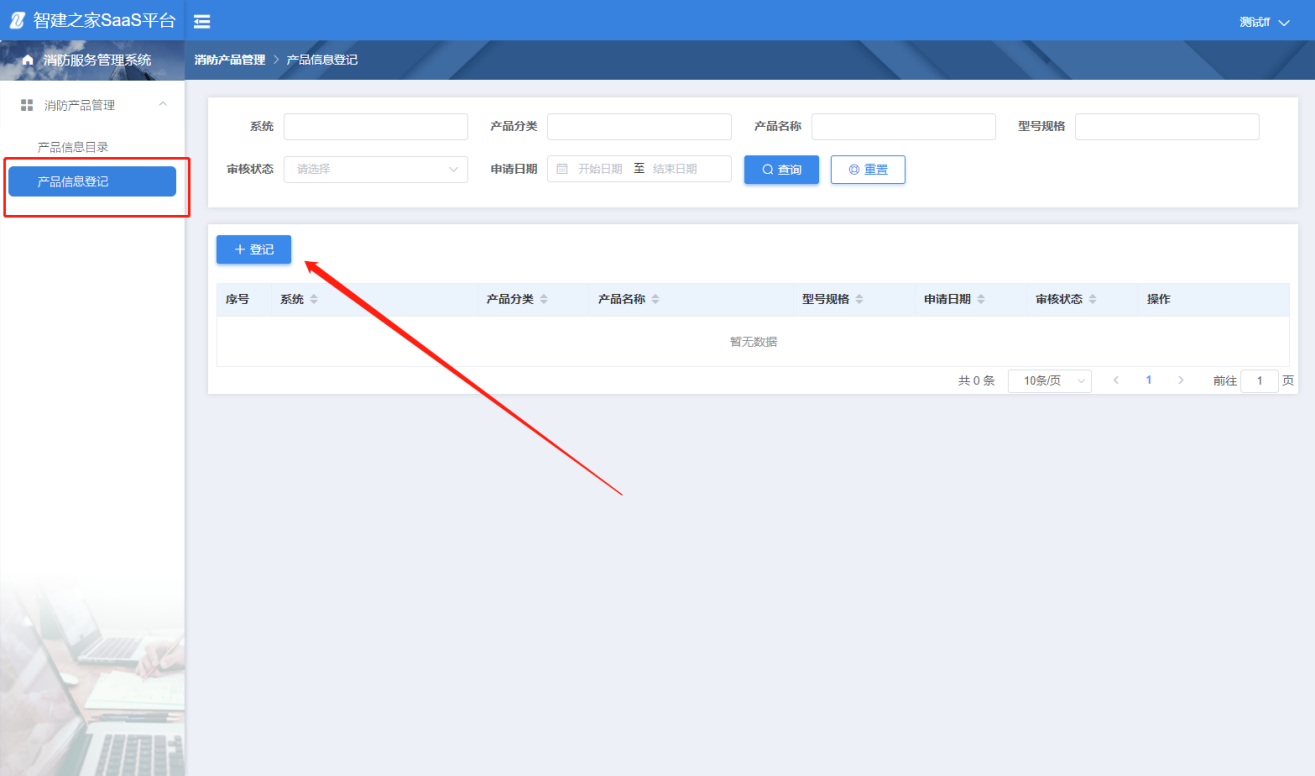 智建之家SaaS平台
测试ff
消防服务管理系统
消防产品管理 > 产品信息登记
消防产品管理
产品信息目录
产品信息登记
系统 产品分类 产品名称 型号规格
审核状态 请选择 申请日期 开始日期 至 结束日期 查询 重置
+ 登记
序号 系统 产品分类 产品名称 型号规格 申请日期 审核状态 操作
暂无数据
共 0 条 10条/页 < 1 > 前往 1 页